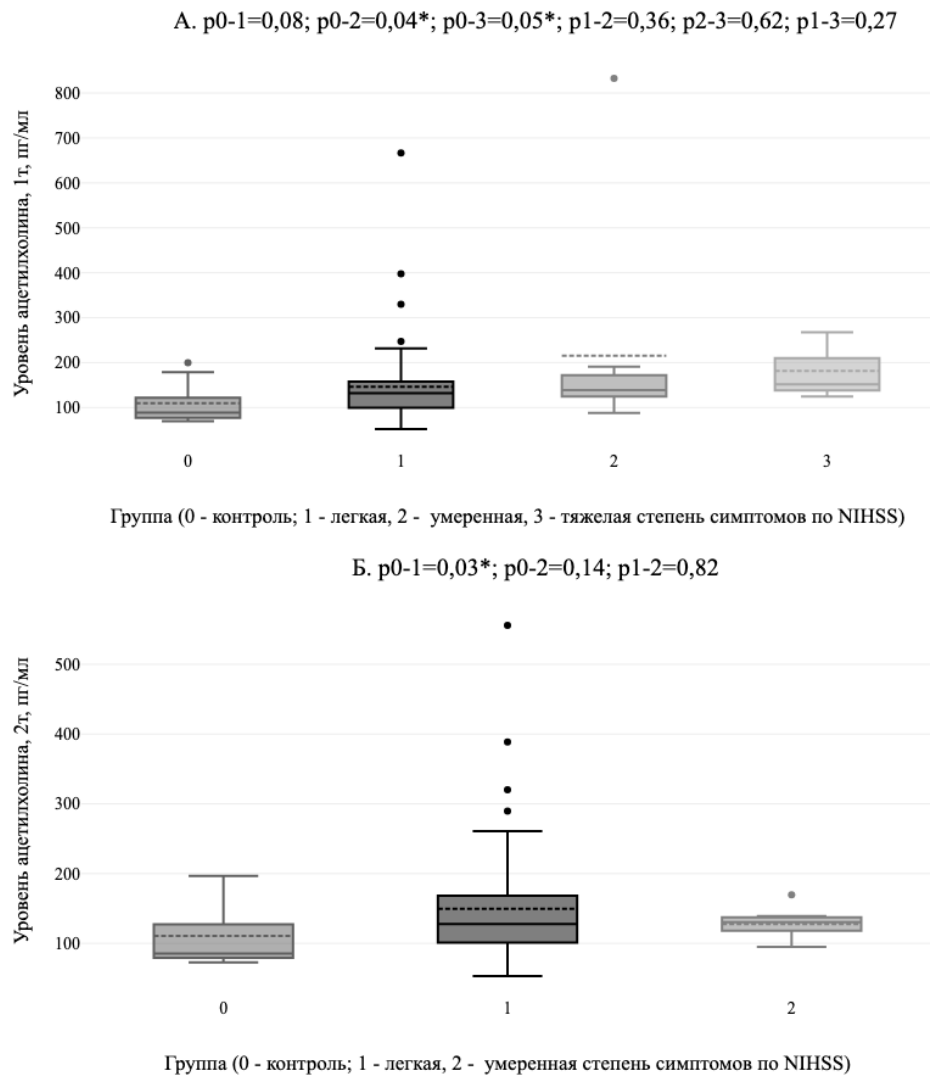 А. p0-1=0,08; p0-2=0,04*; p0-3=0,05*; p1-2=0,36; p2-3=0,62; p1-3=0,27
Уровень ацетилхолина, 1т, пг/мл
800
700
600
500
400
300
200
100
0 1 2 3
Группа (0 - контроль; 1 - легкая, 2 - умеренная, 3 - тяжелая степень симптомов по NIHSS)
Б. p0-1=0,03*; p0-2=0,14; p1-2=0,82
Уровень ацетилхолина, 2т, пг/мл
500
400
300
200
100
0 1 2
Группа (0 - контроль; 1 - легкая, 2 - умеренная степень симптомов по NIHSS)